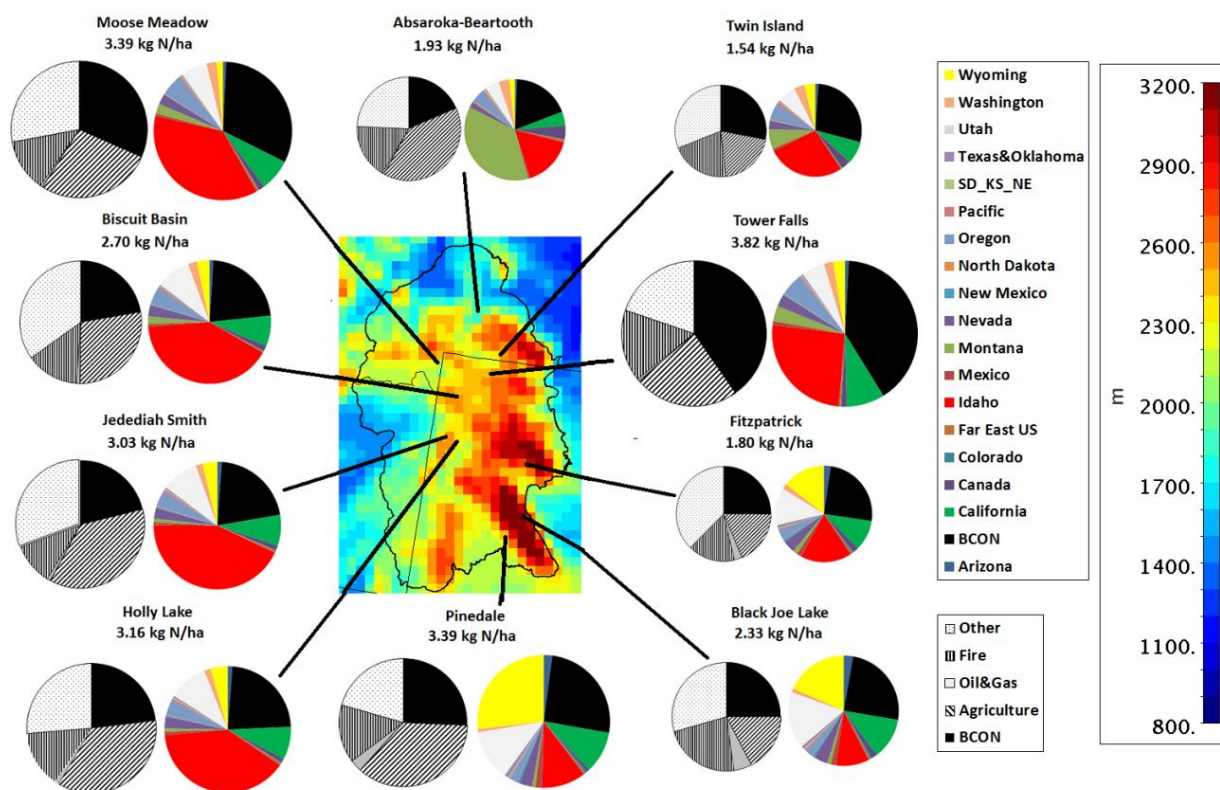 Moose Meadow
3.39 kg N/ha
Absaroka-Beartooth
1.93 kg N/ha
Twin Island
1.54 kg N/ha
Biscuit Basin
2.70 kg N/ha
Tower Falls
3.82 kg N/ha
Jedediah Smith
3.03 kg N/ha
Fitzpatrick
1.80 kg N/ha
Holly Lake
3.16 kg N/ha
Pinedale
3.39 kg N/ha
Black Joe Lake
2.33 kg N/ha
Wyoming
Washington
Utah
Texas&Oklahoma
SD_KS_NE
Pacific
Oregon
North Dakota
New Mexico
Nevada
Montana
Mexico
Idaho
Far East US
Colorado
Canada
California
BCON
Arizona
Other
Fire
Oil&Gas
Agriculture
BCON
3200.
2900.
2600.
2300.
m
2000.
1700.
1400.
1100.
800.